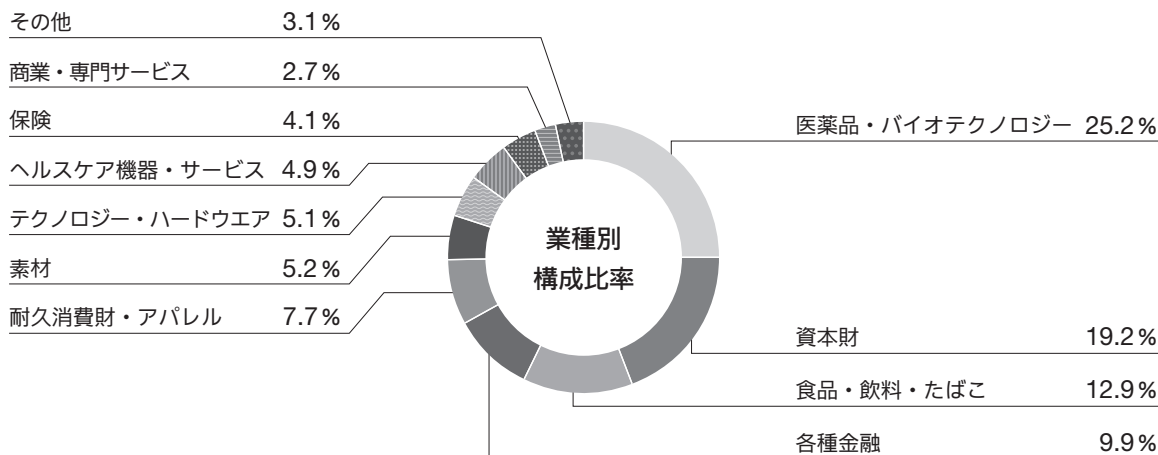 その他 3.1%
商業・専門サービス 2.7%
保険 4.1%
ヘルスケア機器・サービス 4.9%
テクノロジー・ハードウエア 5.1%
素材 5.2%
耐久消費財・アパレル 7.7%
業種別
構成比率
医薬品・バイオテクノロジー 25.2%
資本財 19.2%
食品・飲料・たばこ 12.9%
各種金融 9.9%